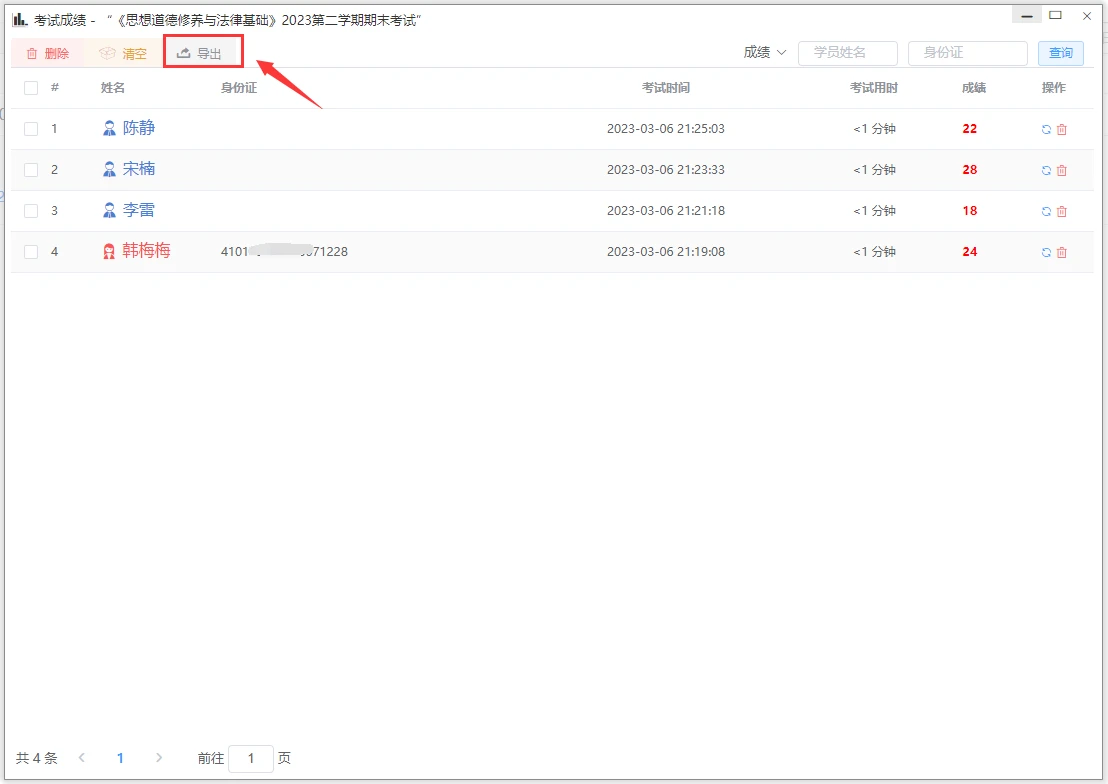 考试成绩 - “《思想道德修养与法律基础》2023第二学期期末考试”
删除 清空 导出 成绩 学员姓名 身份证 查询
# 姓名 身份证 考试时间 考试用时 成绩 操作
1 陈静 2023-03-06 21:25:03 <1 分钟 22
2 宋楠 2023-03-06 21:23:33 <1 分钟 28
3 李雷 2023-03-06 21:21:18 <1 分钟 18
4 韩梅梅 4101 71228 2023-03-06 21:19:08 <1 分钟 24
共 4 条 1 前往 1 页